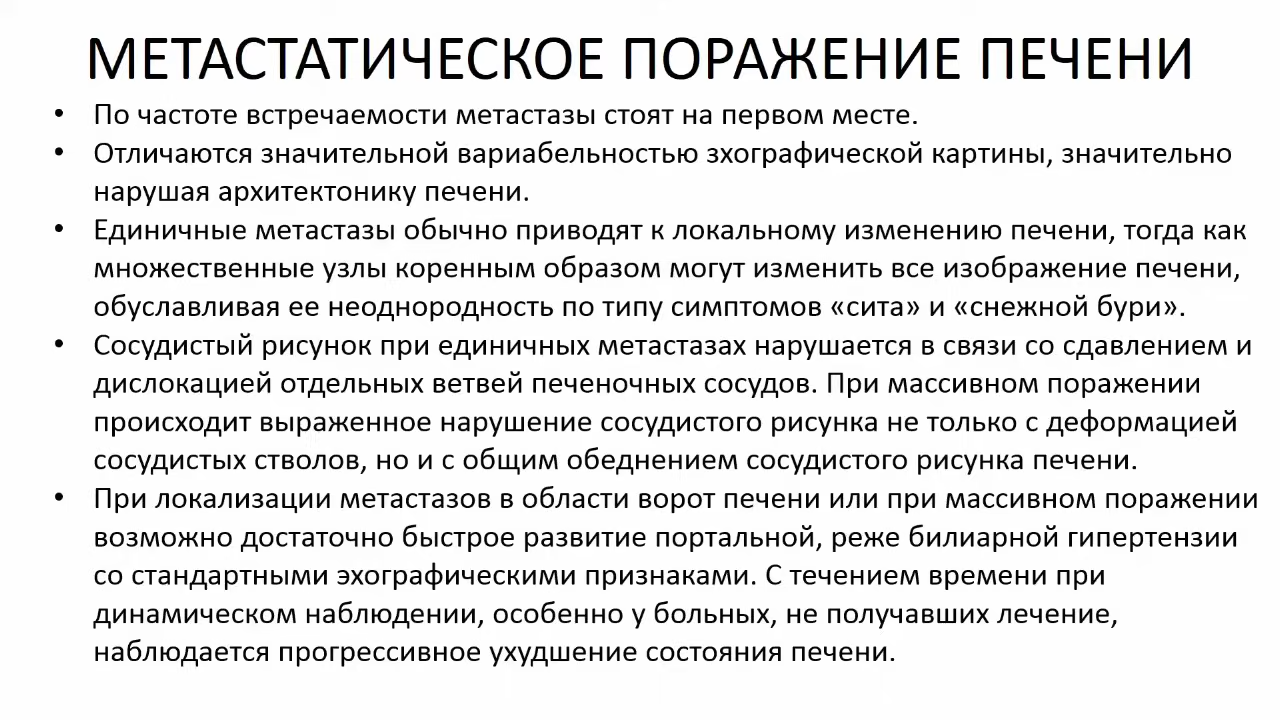 МЕТАСТАТИЧЕСКОЕ ПОРАЖЕНИЕ ПЕЧЕНИ
• По частоте встречаемости метастазы стоят на первом месте.
• Отличаются значительной вариабельностью зхографической картины, значительно
нарушая архитектонику печени.
• Единичные метастазы обычно приводят к локальному изменению печени, тогда как
множественные узлы коренным образом могут изменить все изображение печени,
обуславливая ее неоднородность по типу симптомов «сита» и «снежной бури».
• Сосудистый рисунок при единичных метастазах нарушается в связи со сдавлением и
дислокацией отдельных ветвей печеночных сосудов. При массивном поражении
происходит выраженное нарушение сосудистого рисунка не только с деформацией
сосудистых стволов, но и с общим обеднением сосудистого рисунка печени.
• При локализации метастазов в области ворот печени или при массивном поражении
возможно достаточно быстрое развитие портальной, реже билиарной гипертензии
со стандартными эхографическими признаками. С течением времени при
динамическом наблюдении, особенно у больных, не получавших лечение,
наблюдается прогрессивное ухудшение состояния печени.